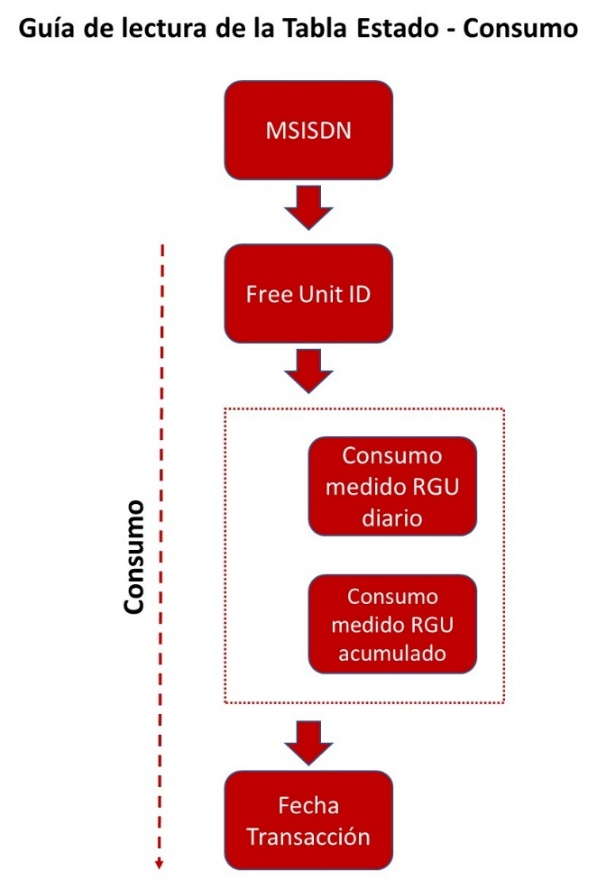 Guía de lectura de la Tabla Estado - Consumo
MSISDN
Free Unit ID
Consumo
Consumo
medido RGU
diario
Consumo
medido RGU
acumulado
Fecha
Transacción